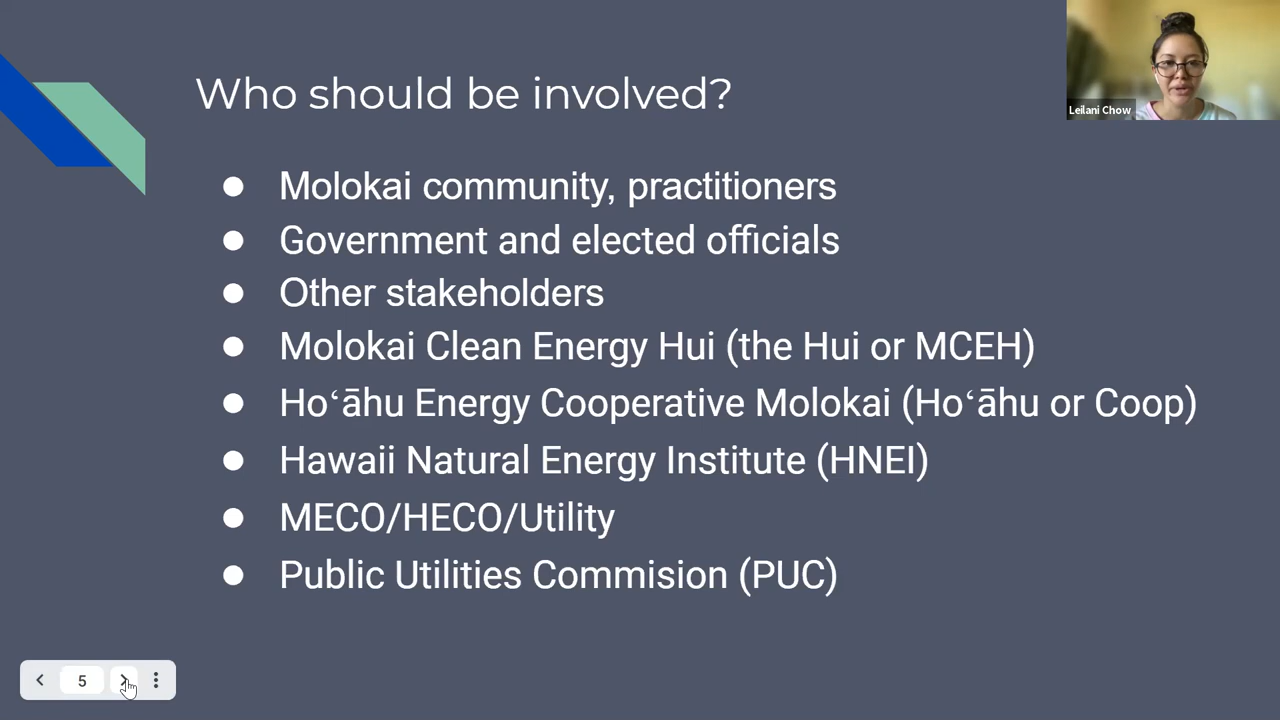 Who should be involved?
Leilani Chow
● Molokai community, practitioners
● Government and elected officials
● Other stakeholders
● Molokai Clean Energy Hui (the Hui or MCEH)
● Hoʻāhu Energy Cooperative Molokai (Hoʻāhu or Coop)
● Hawaii Natural Energy Institute (HNEI)
● MECO/HECO/Utility
● Public Utilities Commision (PUC)
5